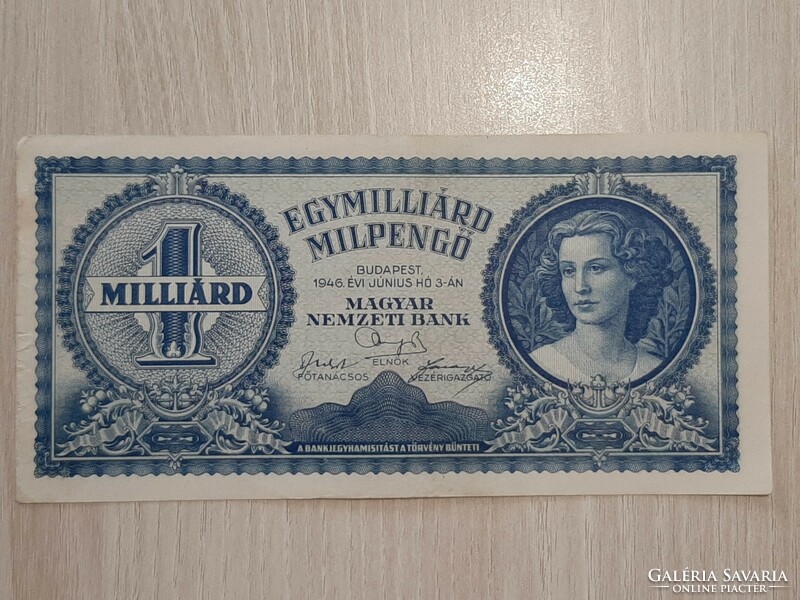 1
MILLIÁRD
EGYMILLIÁRD
MILPENGŐ
BUDAPEST,
1946. ÉVI JÚNIUS HÓ 3-ÁN
MAGYAR
NEMZETI BANK
ELNÖK
FŐTANÁCSOS
VEZÉRIGAZGATÓ
A BANKJEGYHAMISÍTÁST A TÖRVÉNY BÜNTETI
GALÉRIA SAVARIA
ONLINE PIACTÉR